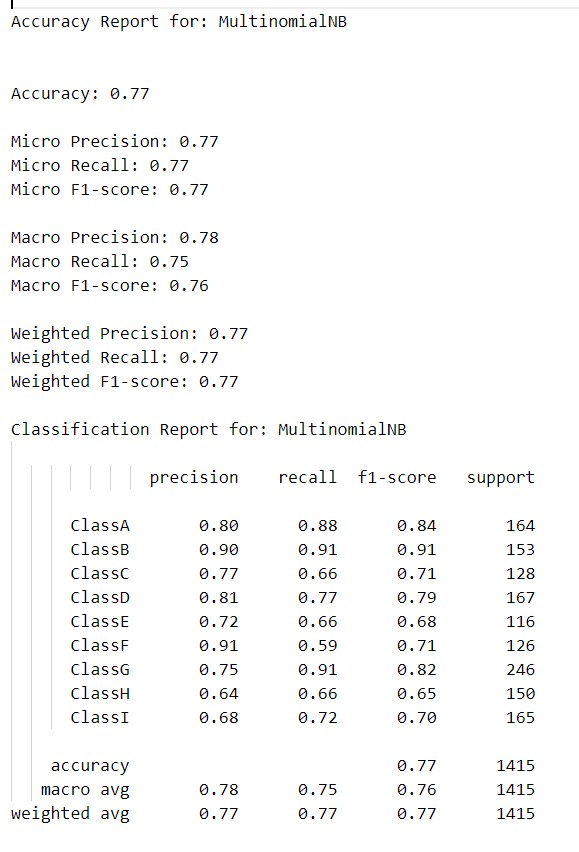 Accuracy Report for: MultinomialNB
Accuracy: 0.77
Micro Precision: 0.77
Micro Recall: 0.77
Micro F1-score: 0.77
Macro Precision: 0.78
Macro Recall: 0.75
Macro F1-score: 0.76
Weighted Precision: 0.77
Weighted Recall: 0.77
Weighted F1-score: 0.77
Classification Report for: MultinomialNB
precision recall f1-score support
ClassA 0.80 0.88 0.84 164
ClassB 0.90 0.91 0.91 153
ClassC 0.77 0.66 0.71 128
ClassD 0.81 0.77 0.79 167
ClassE 0.72 0.66 0.68 116
ClassF 0.91 0.59 0.71 126
ClassG 0.75 0.91 0.82 246
ClassH 0.64 0.66 0.65 150
ClassI 0.68 0.72 0.70 165
accuracy 0.77 1415
macro avg 0.78 0.75 0.76 1415
weighted avg 0.77 0.77 0.77 1415